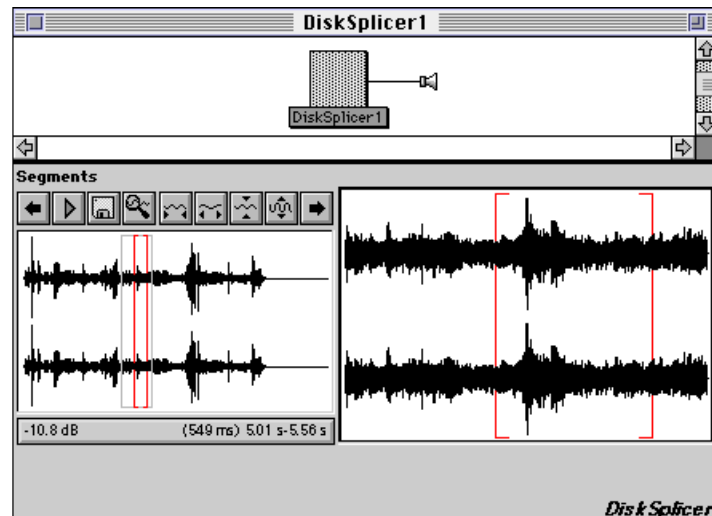 DiskSplicer1
DiskSplicer1
Segments
-10.8 dB (549 ms) 5.01 s-5.56 s
DiskSplicer